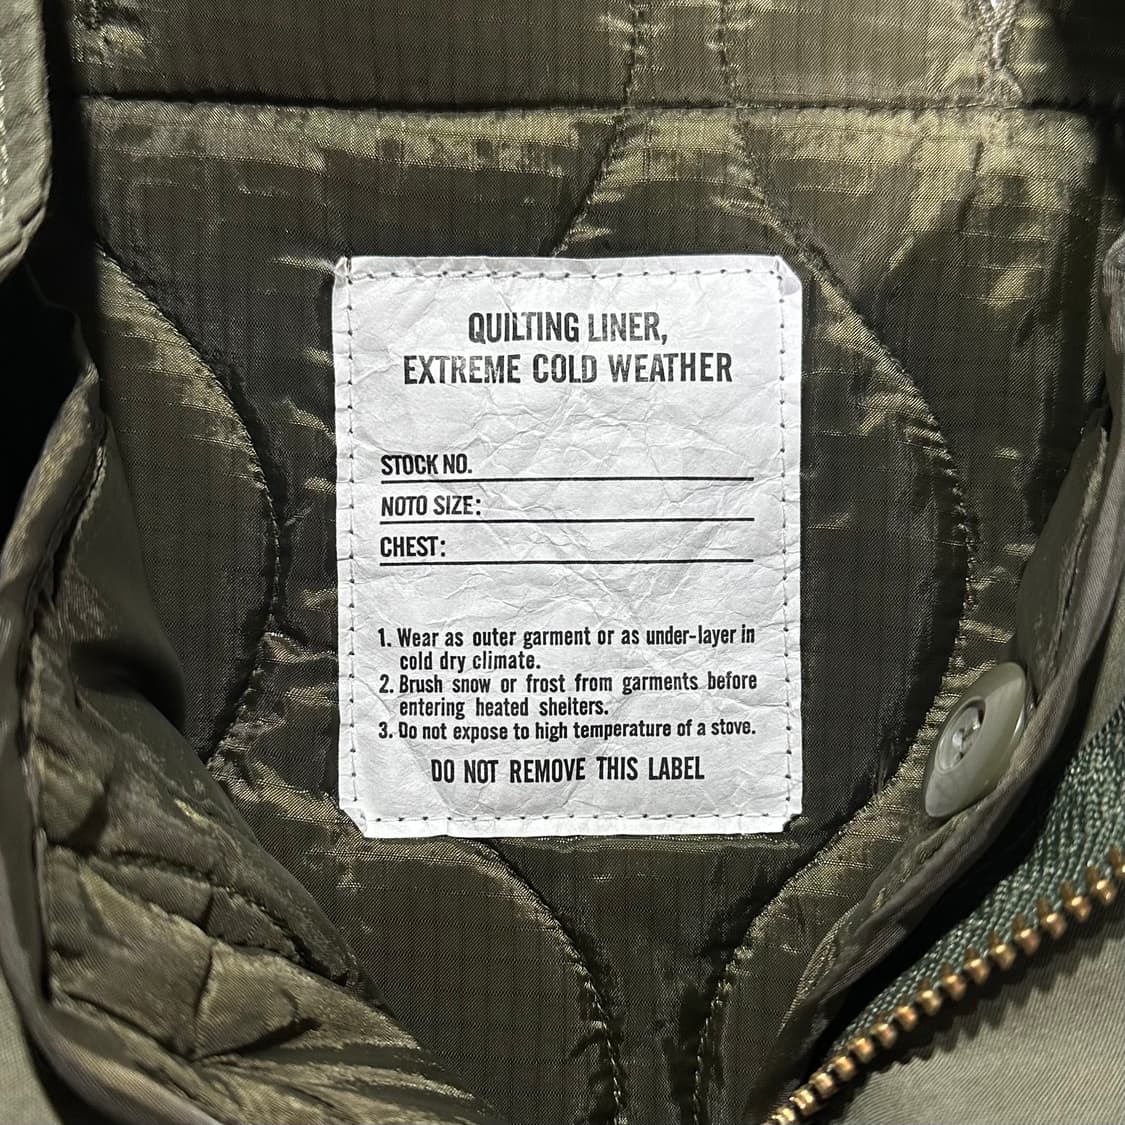 QUILTING LINER,
EXTREME COLD WEATHER
STOCK NO.
NOTO SIZE:
CHEST:
1. Wear as outer garment or as under-layer in
cold dry climate.
2. Brush snow or frost from garments before
entering heated shelters.
3. Do not expose to high temperature of a stove.
DO NOT REMOVE THIS LABEL